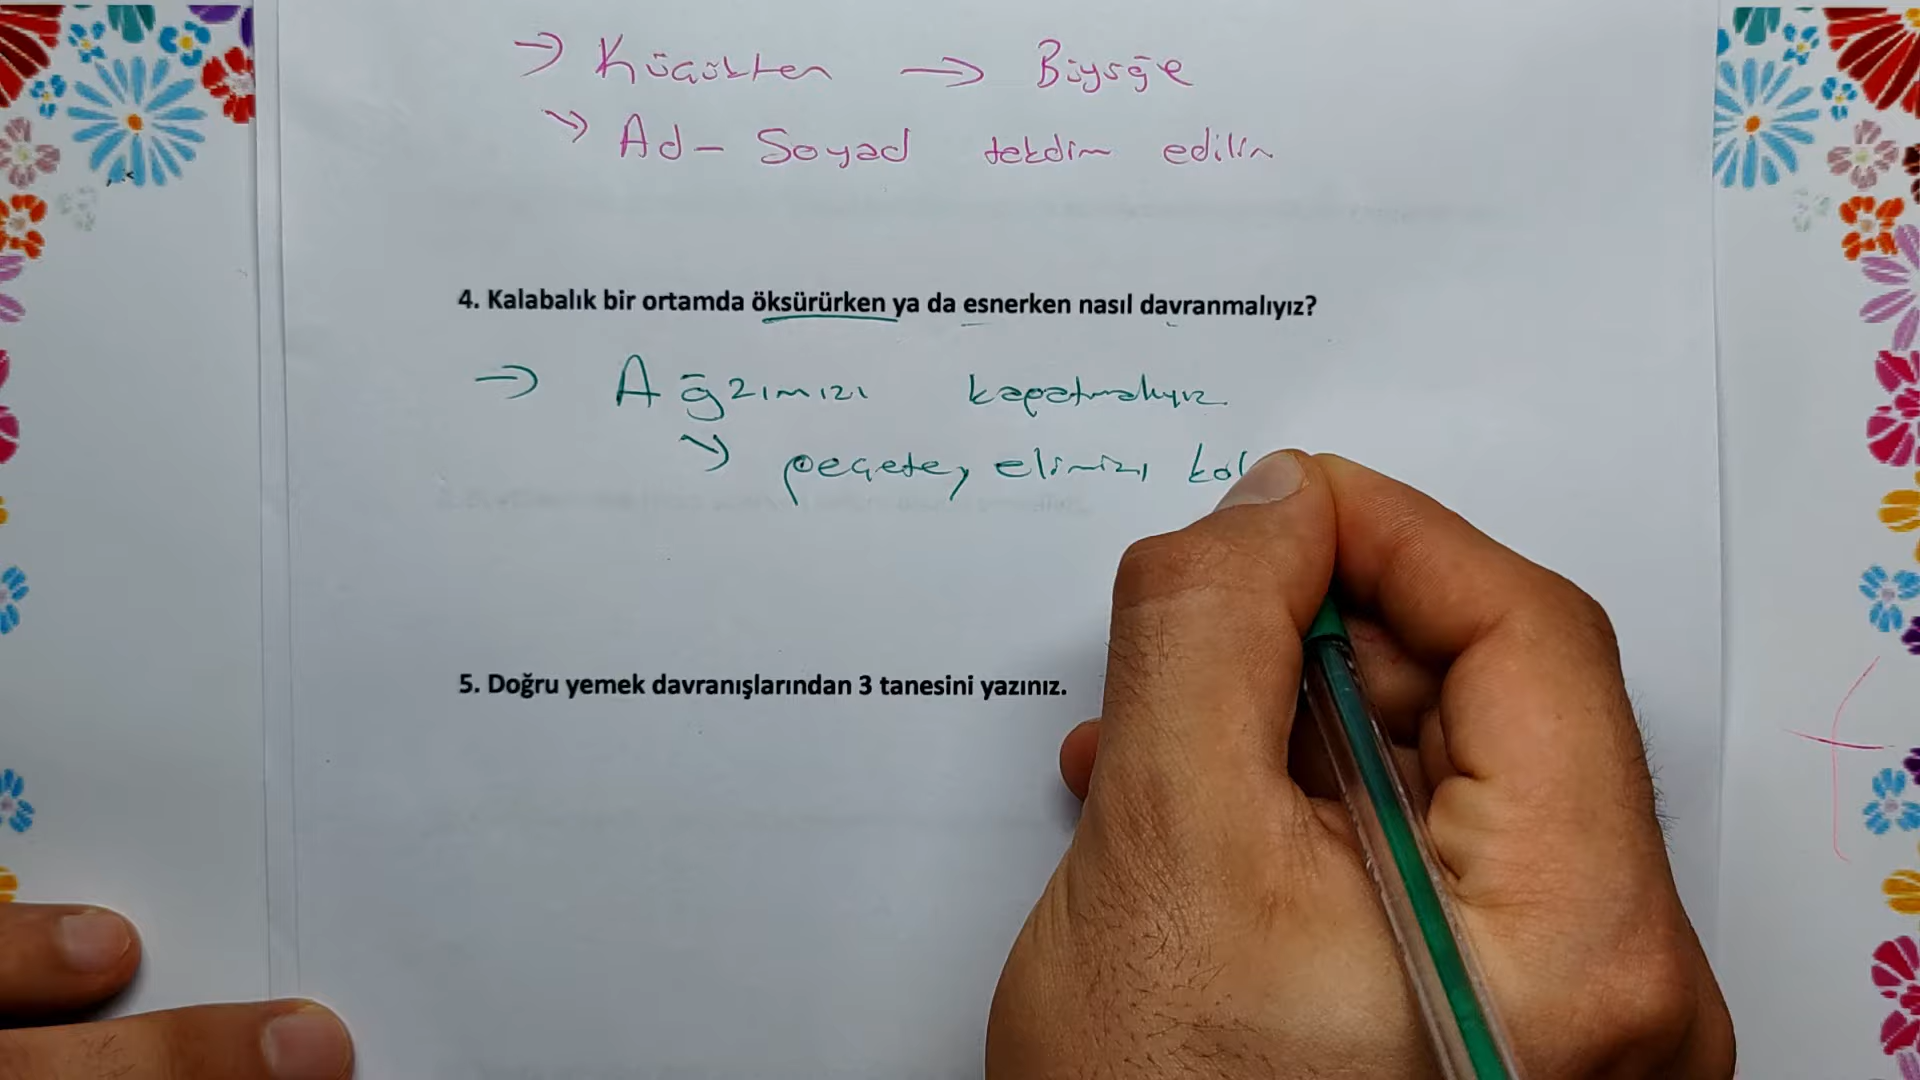 → Küçükten → Büyüğe
→ Ad - Soyad takdim edilir
4. Kalabalık bir ortamda öksürürken ya da esnerken nasıl davranmalıyız?
→ Ağzımızı kapatmalıyız.
→ peçete, elimizi, kol
5. Doğru yemek davranışlarından 3 tanesini yazınız.